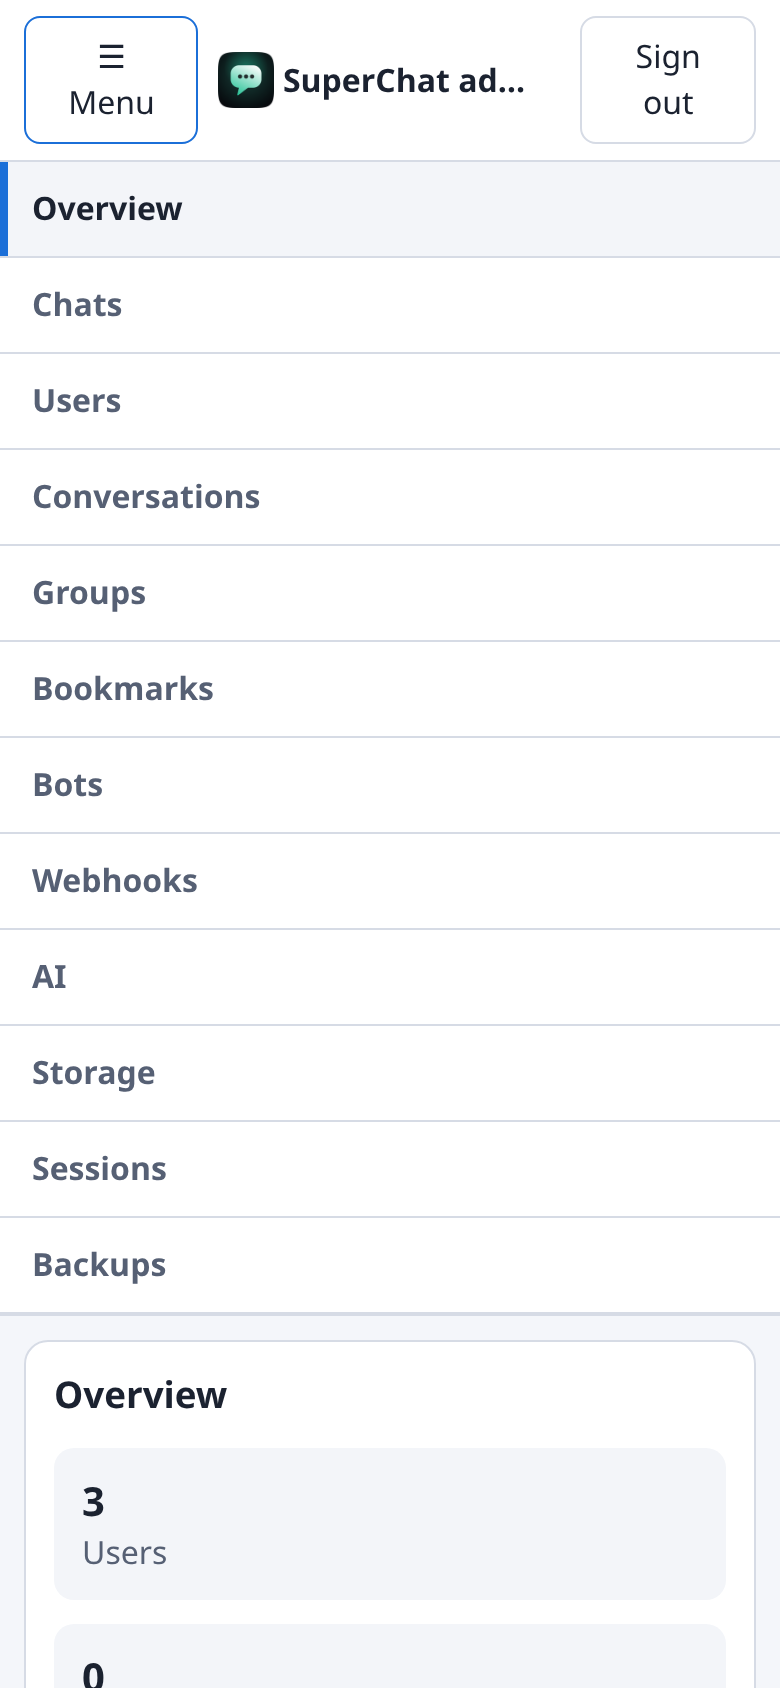 ☰
Menu
SuperChat ad...
Sign
out
Overview
Chats
Users
Conversations
Groups
Bookmarks
Bots
Webhooks
AI
Storage
Sessions
Backups
Overview
3
Users
0